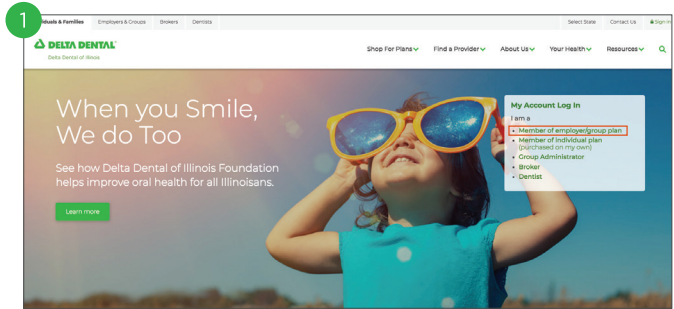 1
Individuals & Families Employers & Groups Brokers Dentists Select State Contact Us Sign In
DELTA DENTAL
Delta Dental of Illinois
Shop For Plans Find a Provider About Us Your Health Resources
When you Smile,
We do Too
See how Delta Dental of Illinois Foundation
helps improve oral health for all Illinoisans.
Learn more
My Account Log In
I am a
• Member of employer/group plan
• Member of individual plan
(purchased on my own)
• Group Administrator
• Broker
• Dentist